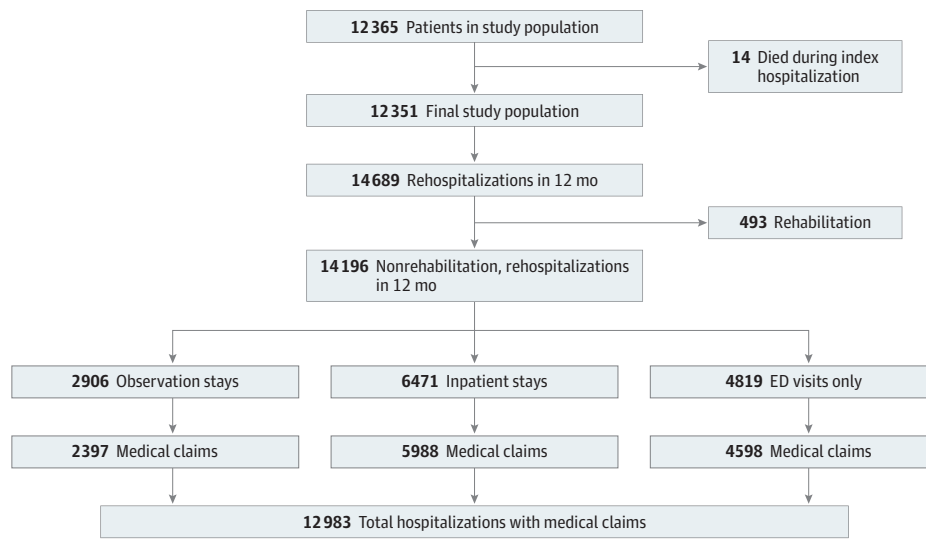 12 365 Patients in study population
14 Died during index
hospitalization
12 351 Final study population
14 689 Rehospitalizations in 12 mo
493 Rehabilitation
14 196 Nonrehabilitation, rehospitalizations
in 12 mo
2906 Observation stays
6471 Inpatient stays
4819 ED visits only
2397 Medical claims
5988 Medical claims
4598 Medical claims
12 983 Total hospitalizations with medical claims